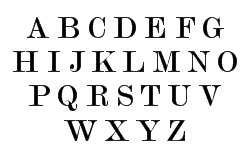 A B C D E F G
H I J K L M N O
P Q R S T U V
W X Y Z